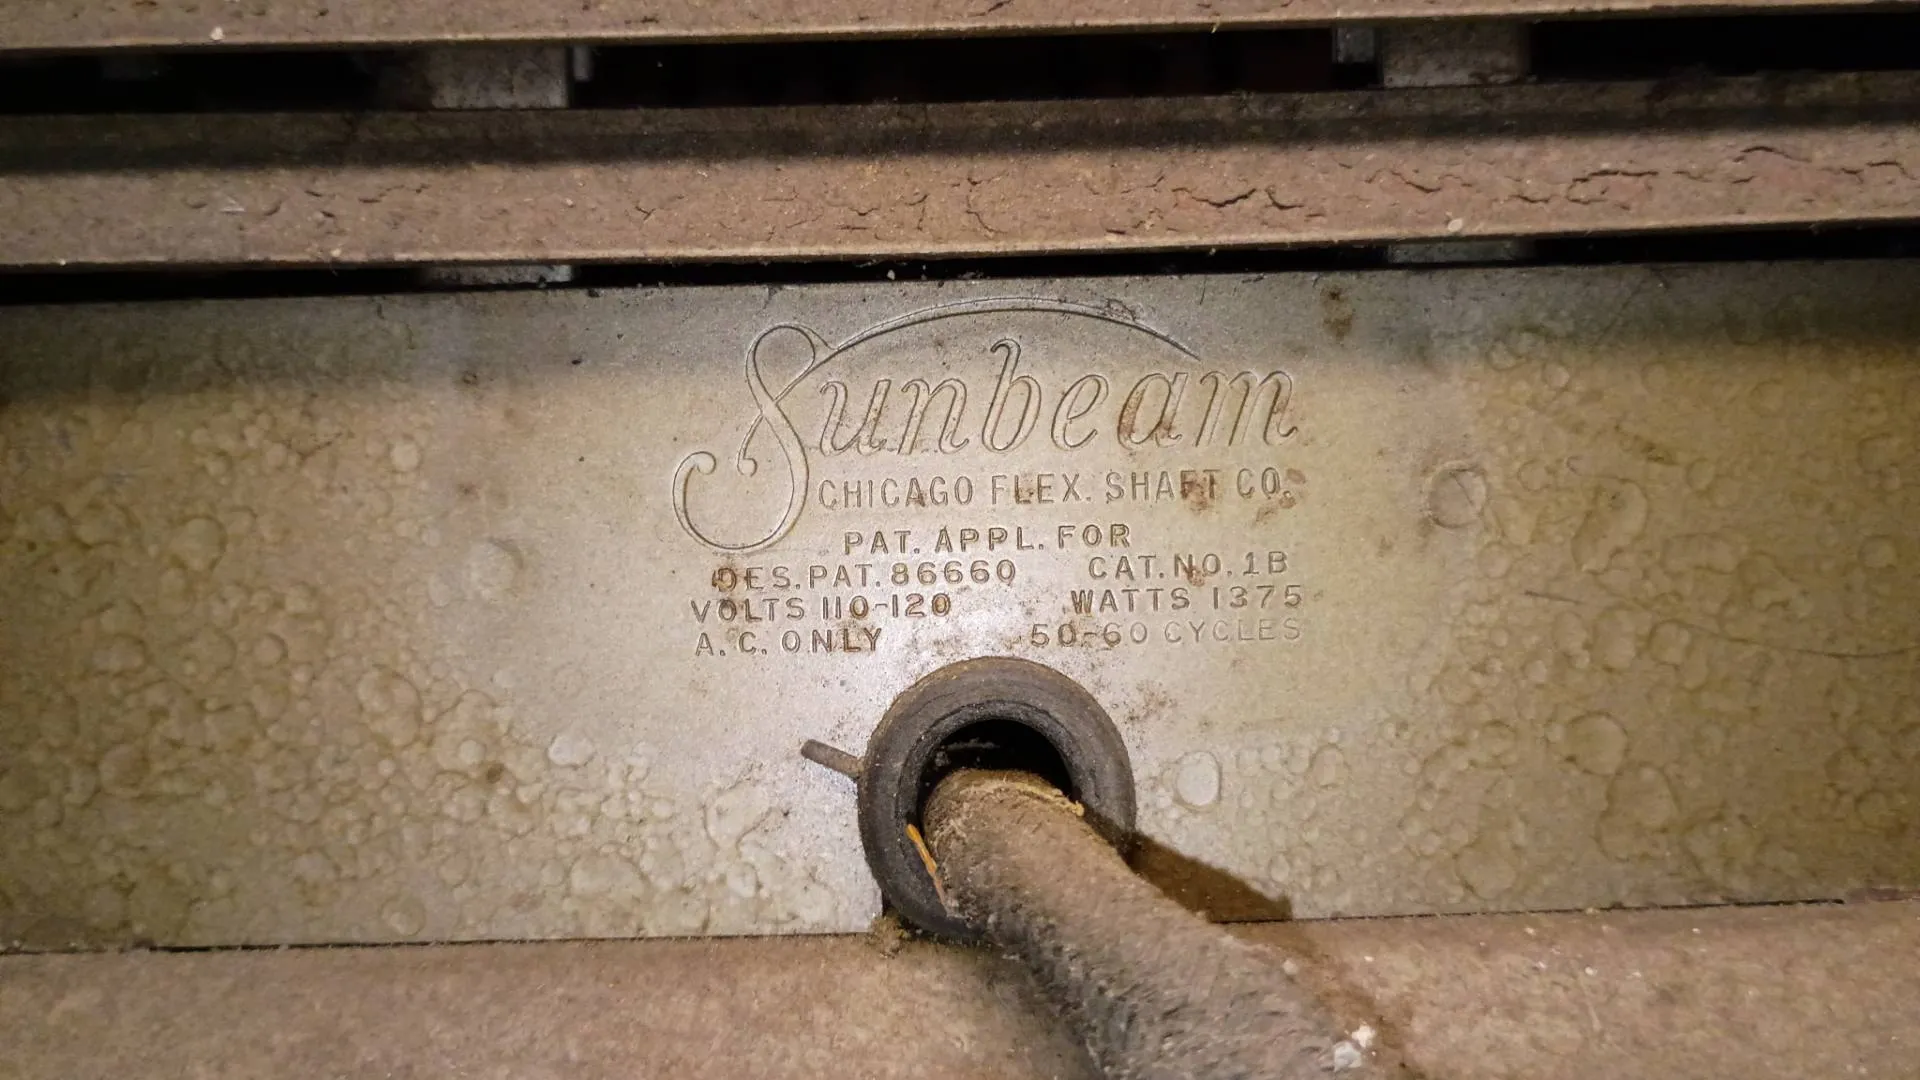 Sunbeam
CHICAGO FLEX. SHAFT CO.
PAT. APPL. FOR
DES. PAT. 86660 CAT. NO. 1B
VOLTS 110-120 WATTS 1375
A.C. ONLY 50-60 CYCLES